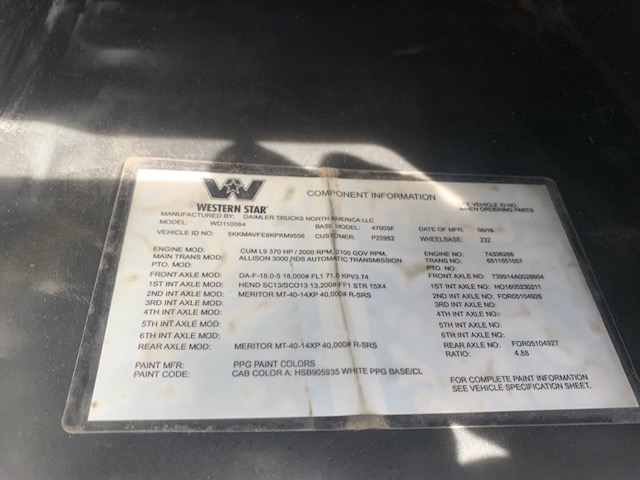 WESTERN STAR
COMPONENT INFORMATION
SEE VEHICLE ID NO.
WHEN ORDERING PARTS
MANUFACTURED BY: DAIMLER TRUCKS NORTH AMERICA LLC
MODEL: WD110084 BASE MODEL: 4700SF DATE OF MFR: 06/18
VEHICLE ID NO: 5KKMAVFE8KPKM9556 CUSTOMER: P25982 WHEELBASE: 232
ENGINE MOD: CUM L9 370 HP / 2000 RPM, 2100 GOV RPM, ENGINE NO: 74336286
MAIN TRANS MOD: ALLISON 3000 RDS AUTOMATIC TRANSMISSION TRANS NO: 6511351057
PTO. MOD: PTO. NO:
FRONT AXLE MOD: DA-F-18.0-5 18,000# FL1 71.0 KPI/3.74 FRONT AXLE NO: 73914A0028604
1ST INT AXLE MOD: HEND SC13/SCO13 13,200# FF1 STR 15X4 1ST INT AXLE NO: HO1805230211
2ND INT AXLE MOD: MERITOR MT-40-14XP 40,000# R-SRS 2ND INT AXLE NO: FOR05104926
3RD INT AXLE MOD: 3RD INT AXLE NO:
4TH INT AXLE MOD: 4TH INT AXLE NO:
5TH INT AXLE MOD: 5TH INT AXLE NO:
6TH INT AXLE MOD: 6TH INT AXLE NO:
REAR AXLE MOD: MERITOR MT-40-14XP 40,000# R-SRS REAR AXLE NO: FOR05104927
RATIO: 4.88
PAINT MFR: PPG PAINT COLORS
PAINT CODE: CAB COLOR A: HSB905935 WHITE PPG BASE/CL
FOR COMPLETE PAINT INFORMATION
SEE VEHICLE SPECIFICATION SHEET.